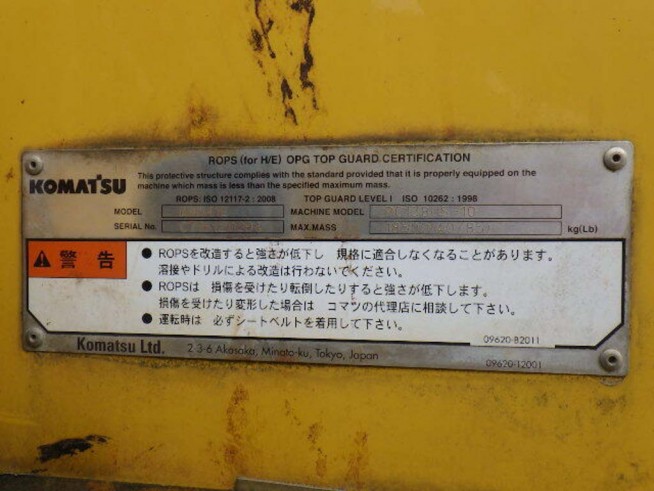 ROPS (for H/E) OPG TOP GUARD CERTIFICATION
KOMATSU
This protective structure complies with the standard provided that it is properly equipped on the
machine which mass is less than the specified maximum mass.
ROPS: ISO 12117-2 : 2008 TOP GUARD LEVEL I ISO 10262 : 1998
MODEL MACHINE MODEL
SERIAL No. MAX.MASS kg(Lb)
警告
● ROPSを改造すると強さが低下し 規格に適合しなくなることがあります。
溶接やドリルによる改造は行わないでください。
● ROPSは 損傷を受けたり転倒したりすると強さが低下します。
損傷を受けたり変形した場合は コマツの代理店に相談して下さい。
● 運転時は 必ずシートベルトを着用して下さい。
09620-B2011
Komatsu Ltd. 2-3-6 Akasaka, Minato-ku, Tokyo, Japan
09620-12001